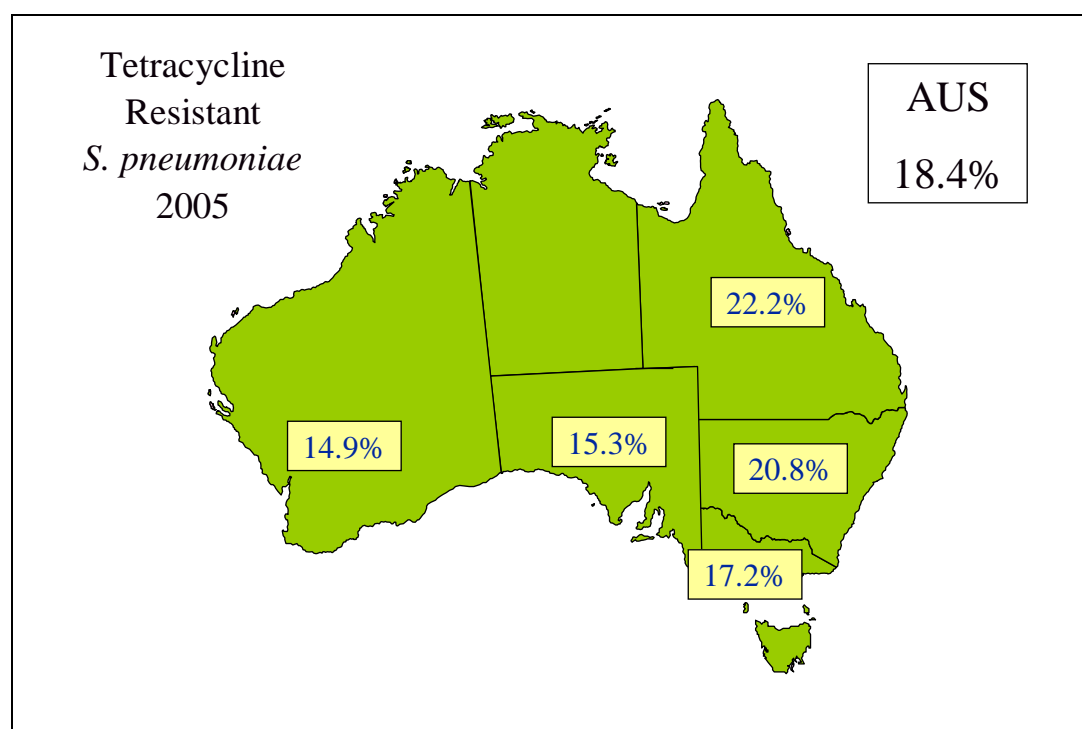 Tetracycline
Resistant
S. pneumoniae
2005
AUS
18.4%
22.2%
14.9%
15.3%
20.8%
17.2%